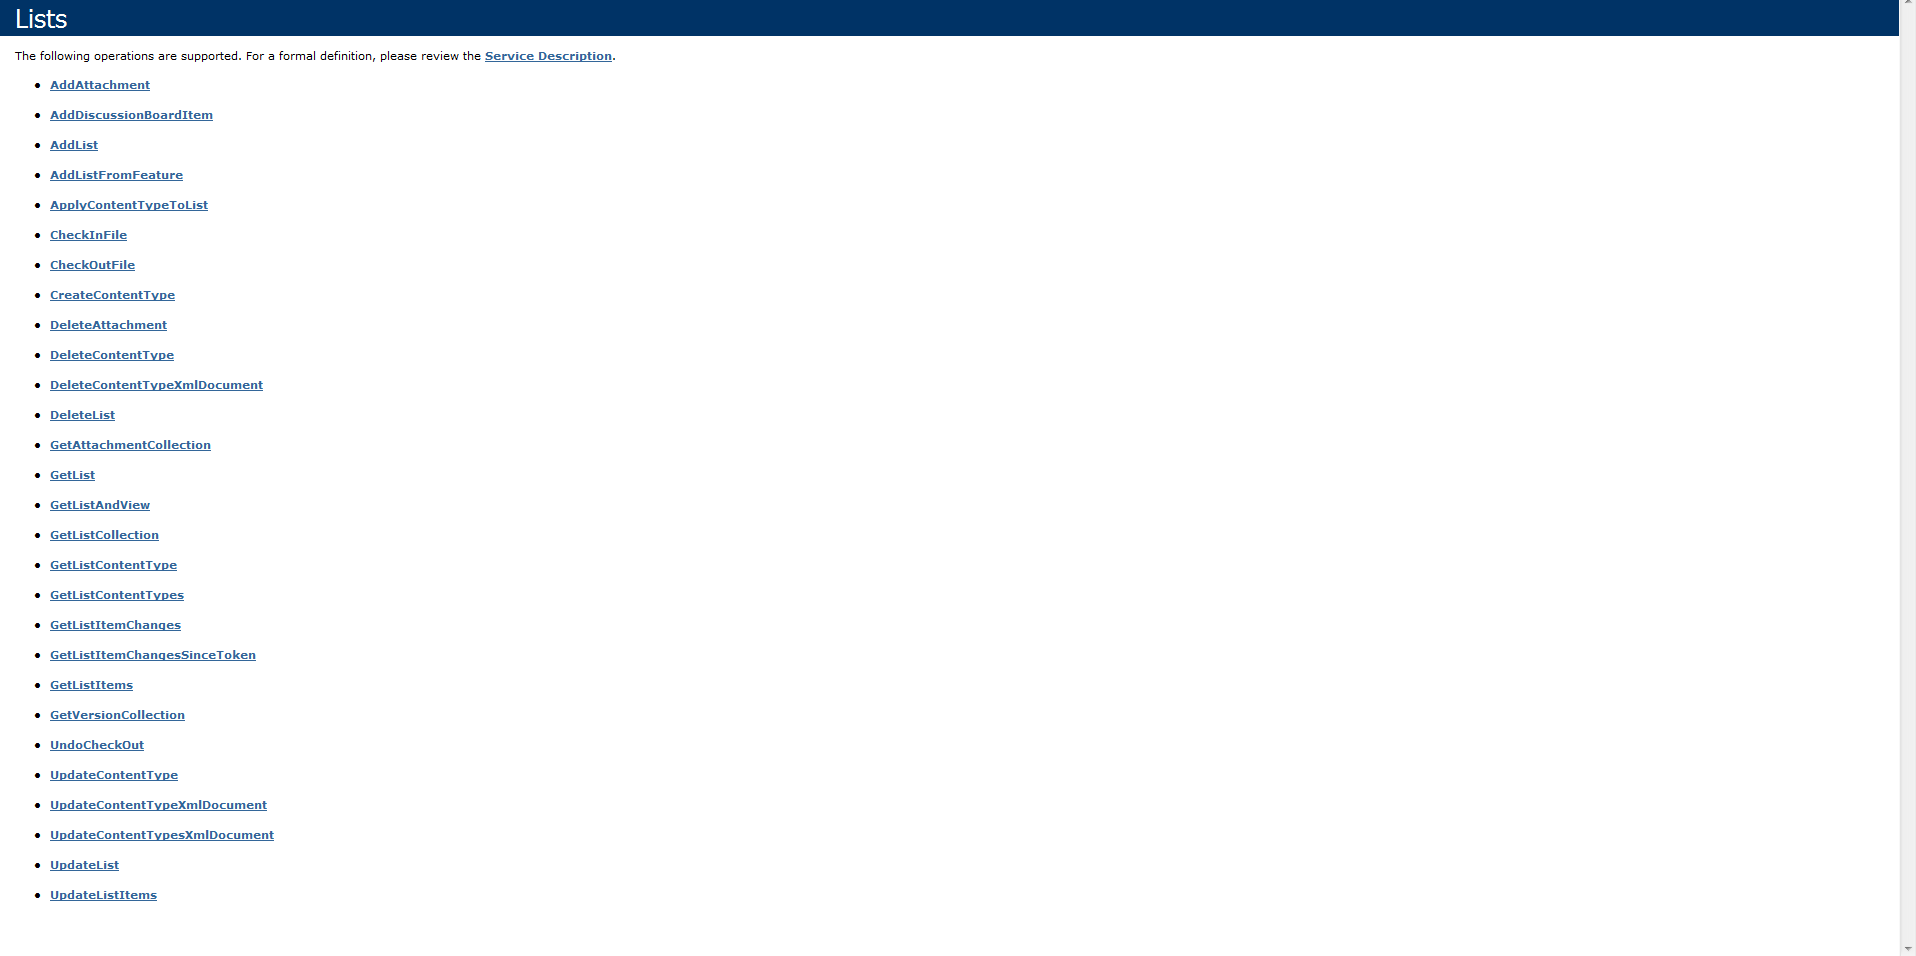 Lists
The following operations are supported. For a formal definition, please review the Service Description.
AddAttachment
AddDiscussionBoardItem
AddList
AddListFromFeature
ApplyContentTypeToList
CheckInFile
CheckOutFile
CreateContentType
DeleteAttachment
DeleteContentType
DeleteContentTypeXmlDocument
DeleteList
GetAttachmentCollection
GetList
GetListAndView
GetListCollection
GetListContentType
GetListContentTypes
GetListItemChanges
GetListItemChangesSinceToken
GetListItems
GetVersionCollection
UndoCheckOut
UpdateContentType
UpdateContentTypeXmlDocument
UpdateContentTypesXmlDocument
UpdateList
UpdateListItems